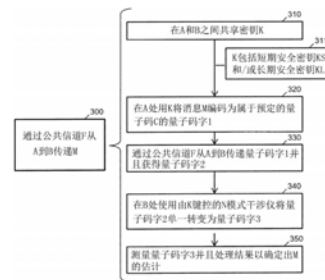 310
在A和B之间共享密钥K
311
K包括短期安全密钥KS
和/或长期安全密钥KL
320
在A处用K将消息M编码为属于预定的量
子码C的量子码字1
300
通过公共信道F从
A到B传递M
330
通过公共信道F从A到B传递量子码字1并
且获得量子码字2
340
在B处使用由K键控的N模式干涉仪将量
子码字2单一转变为量子码字3
350
测量量子码字3并且处理结果以确定出M
的估计